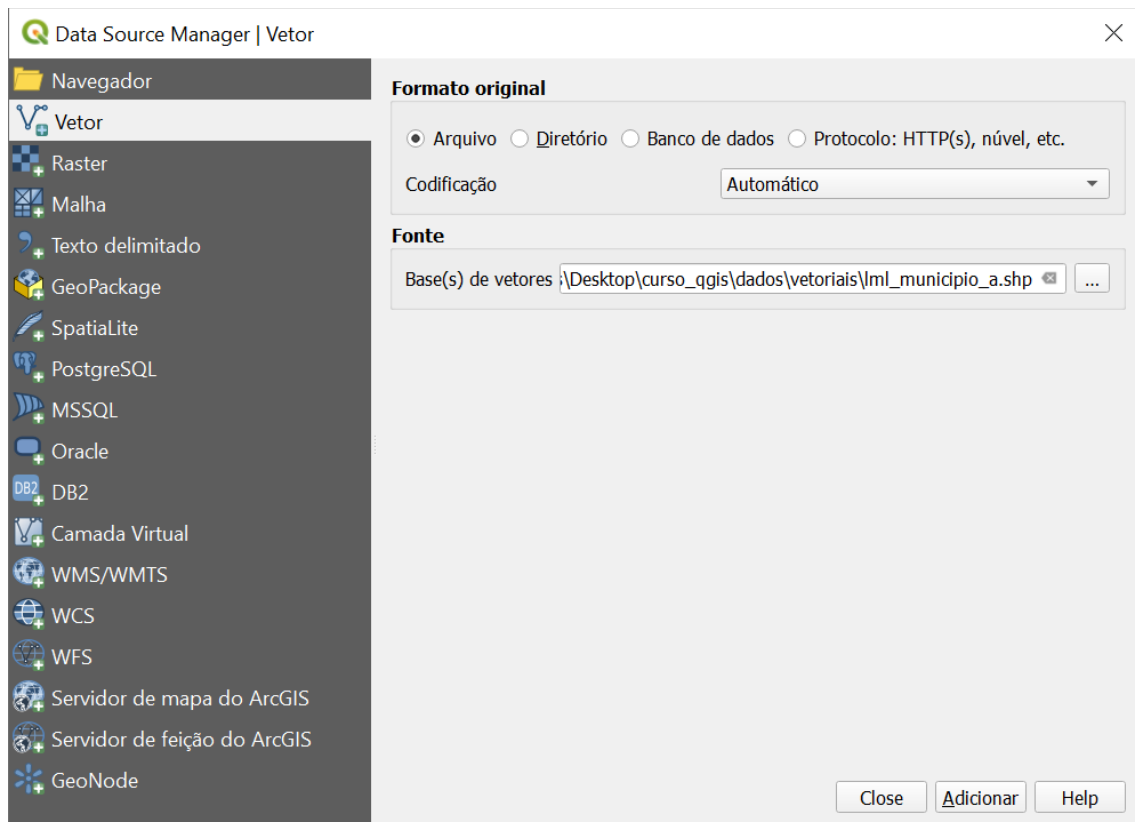 Data Source Manager | Vetor
Navegador
Vetor
Raster
Malha
Texto delimitado
GeoPackage
SpatiaLite
PostgreSQL
MSSQL
Oracle
DB2
DB2
Camada Virtual
WMS/WMTS
WCS
WFS
Servidor de mapa do ArcGIS
Servidor de feição do ArcGIS
GeoNode
Formato original
Arquivo Diretório Banco de dados Protocolo: HTTP(s), núvel, etc.
Codificação Automático
Fonte
Base(s) de vetores :\Desktop\curso_qgis\dados\vetoriais\lml_municipio_a.shp ...
Close Adicionar Help